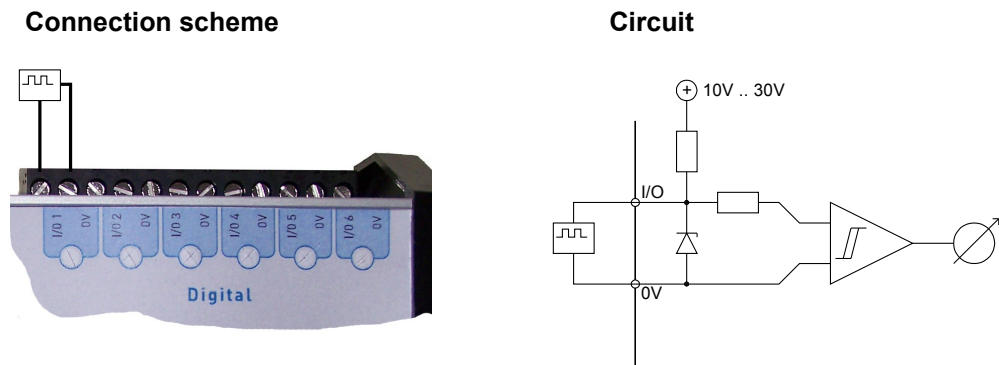 Connection scheme
Circuit
10V .. 30V
I/O
0V
I/O 1 0V I/O 2 0V I/O 3 0V I/O 4 0V I/O 5 0V I/O 6 0V
Digital